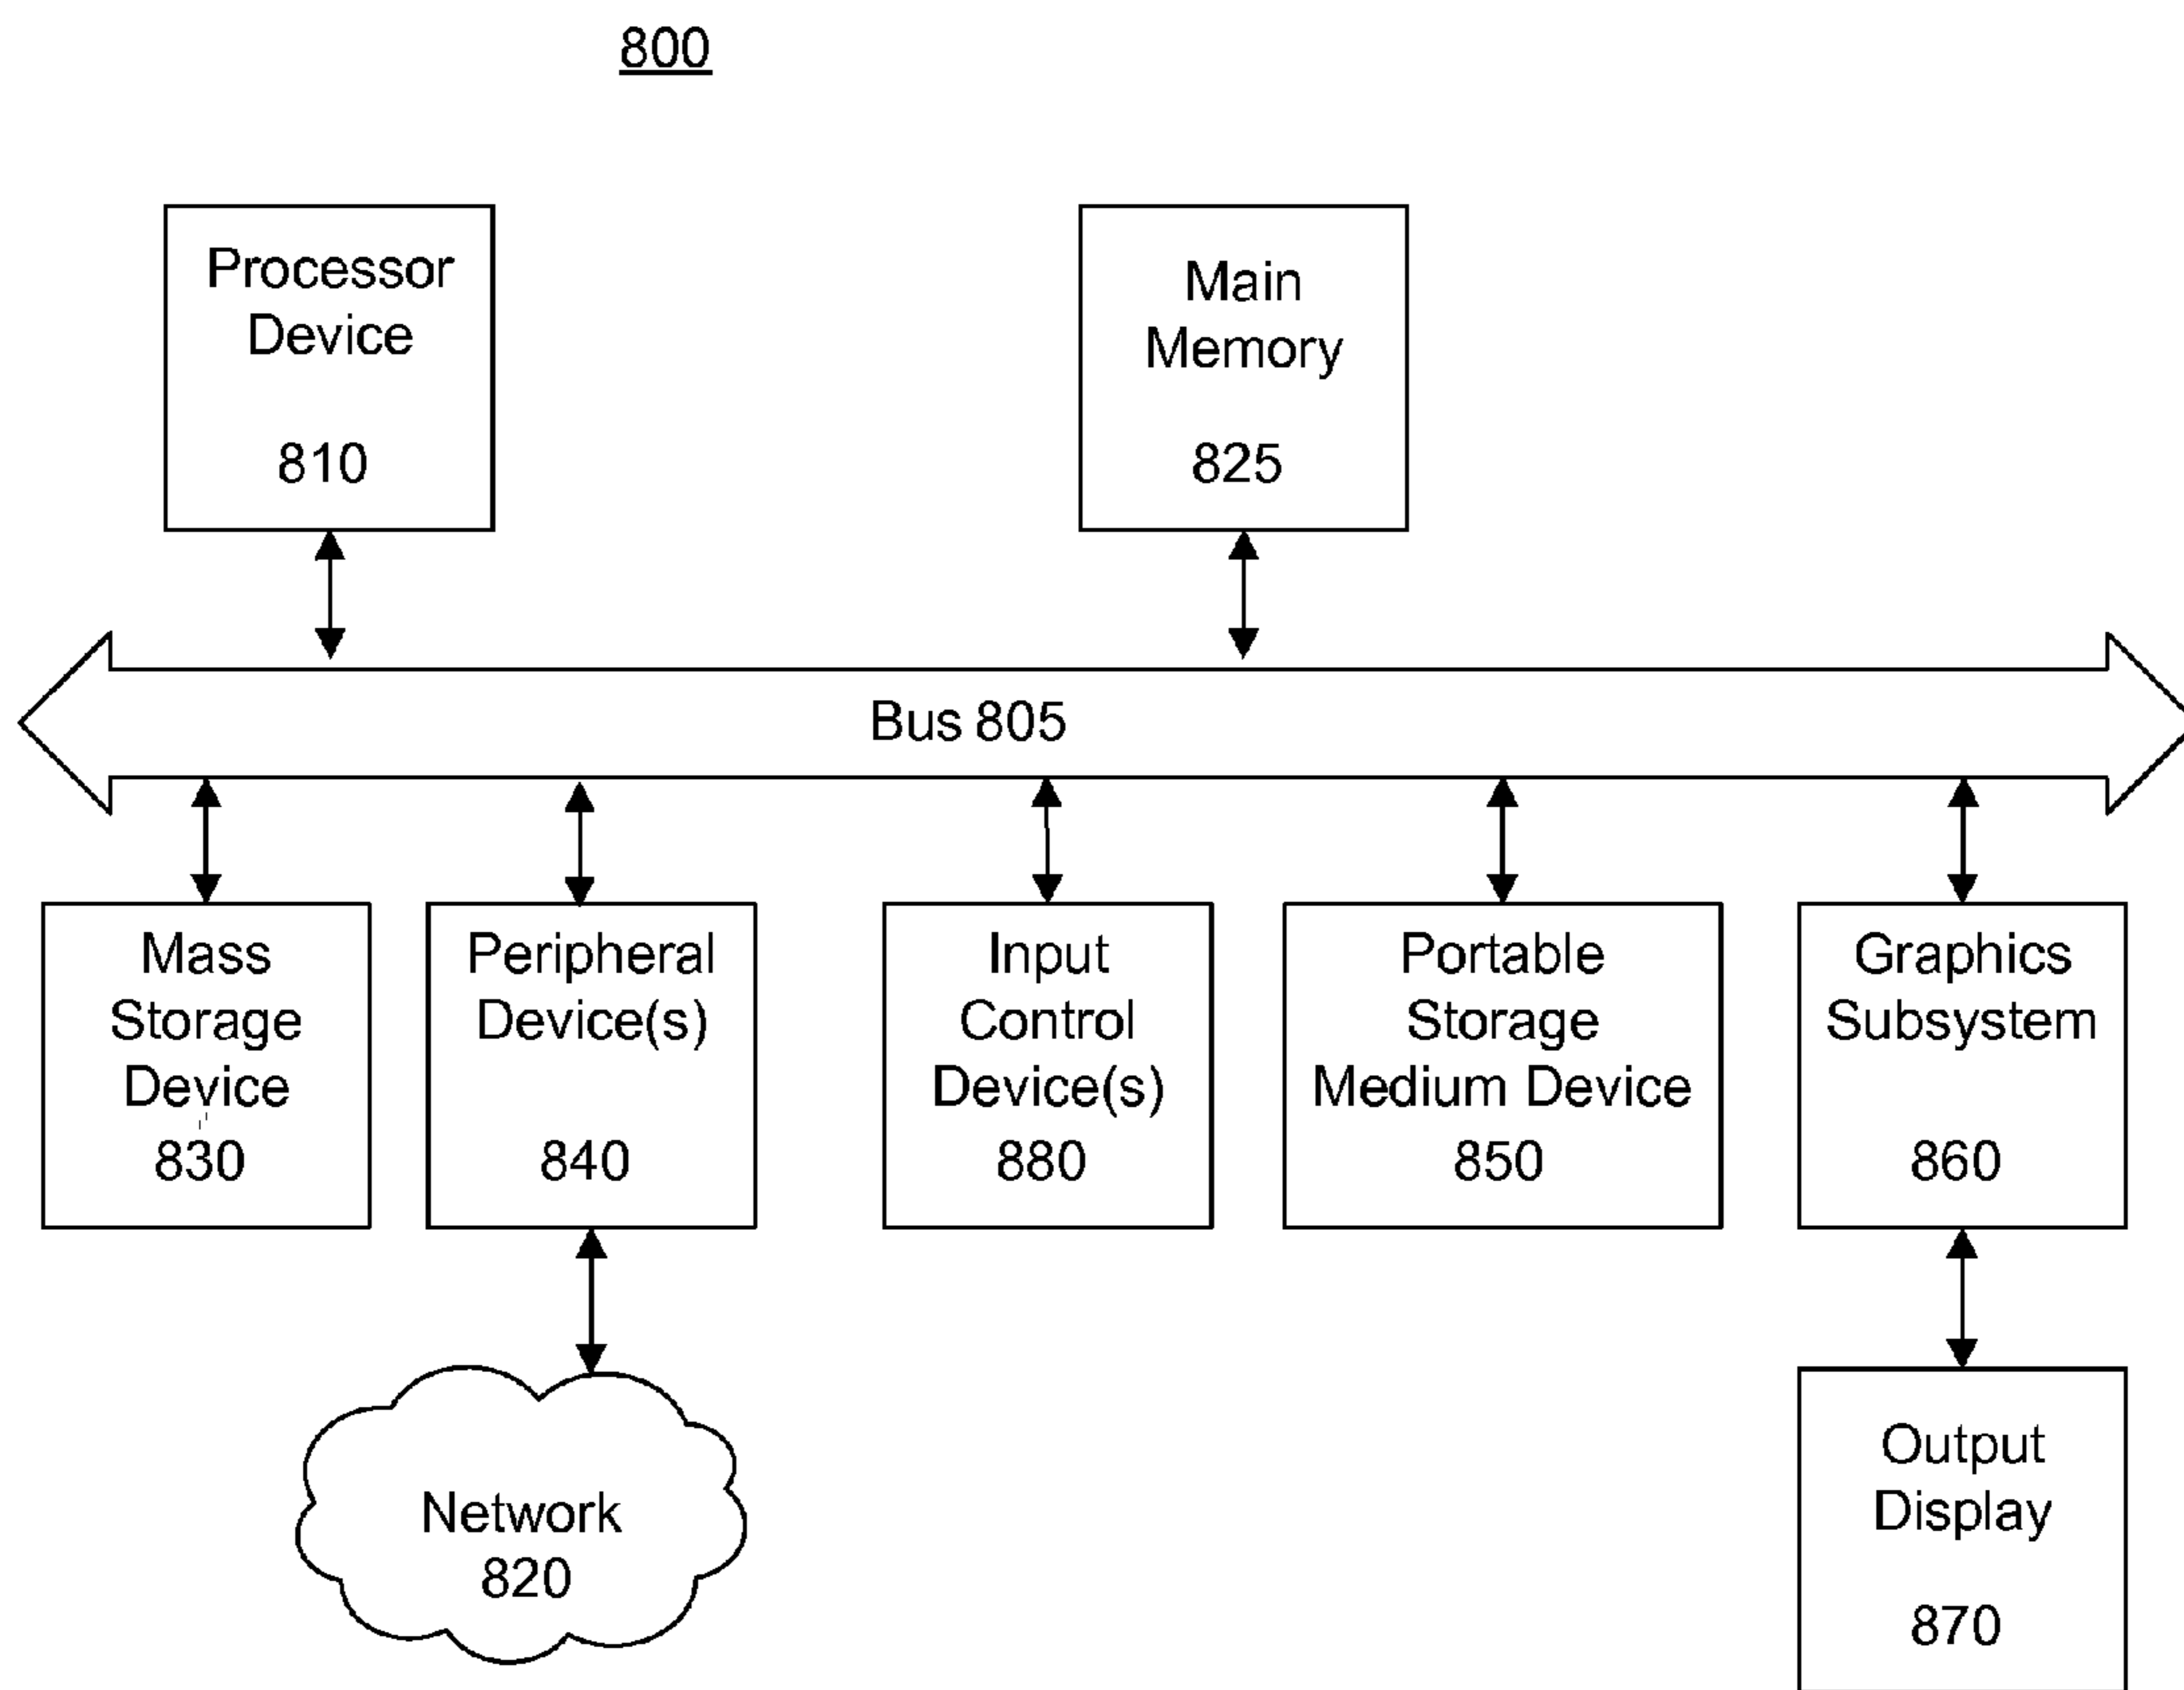 800
Processor
Device
810
Main
Memory
825
Bus 805
Mass
Storage
Device
830
Peripheral
Device(s)
840
Input
Control
Device(s)
880
Portable
Storage
Medium Device
850
Graphics
Subsystem
860
Network
820
Output
Display
870